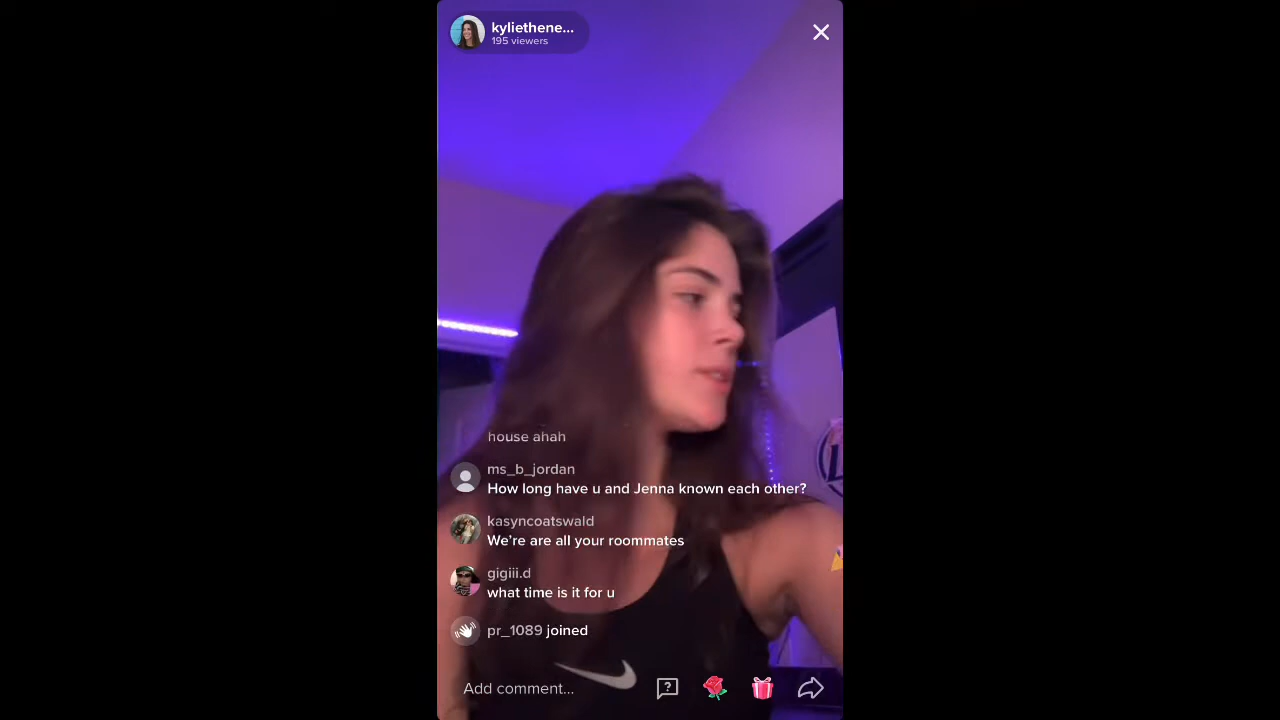 kyliethene...
195 viewers
house ahah
ms_b_jordan
How long have u and Jenna known each other?
kasyncoatswald
We're are all your roommates
gigiii.d
what time is it for u
pr_1089 joined
Add comment...